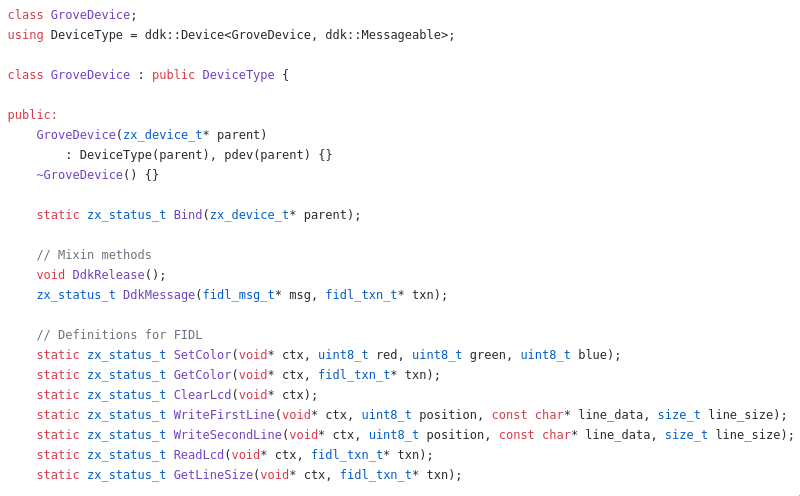 class GroveDevice;
using DeviceType = ddk::Device<GroveDevice, ddk::Messageable>;
class GroveDevice : public DeviceType {
public:
    GroveDevice(zx_device_t* parent)
        : DeviceType(parent), pdev(parent) {}
    ~GroveDevice() {}
    static zx_status_t Bind(zx_device_t* parent);
    // Mixin methods
    void DdkRelease();
    zx_status_t DdkMessage(fidl_msg_t* msg, fidl_txn_t* txn);
    // Definitions for FIDL
    static zx_status_t SetColor(void* ctx, uint8_t red, uint8_t green, uint8_t blue);
    static zx_status_t GetColor(void* ctx, fidl_txn_t* txn);
    static zx_status_t ClearLcd(void* ctx);
    static zx_status_t WriteFirstLine(void* ctx, uint8_t position, const char* line_data, size_t line_size);
    static zx_status_t WriteSecondLine(void* ctx, uint8_t position, const char* line_data, size_t line_size);
    static zx_status_t ReadLcd(void* ctx, fidl_txn_t* txn);
    static zx_status_t GetLineSize(void* ctx, fidl_txn_t* txn);